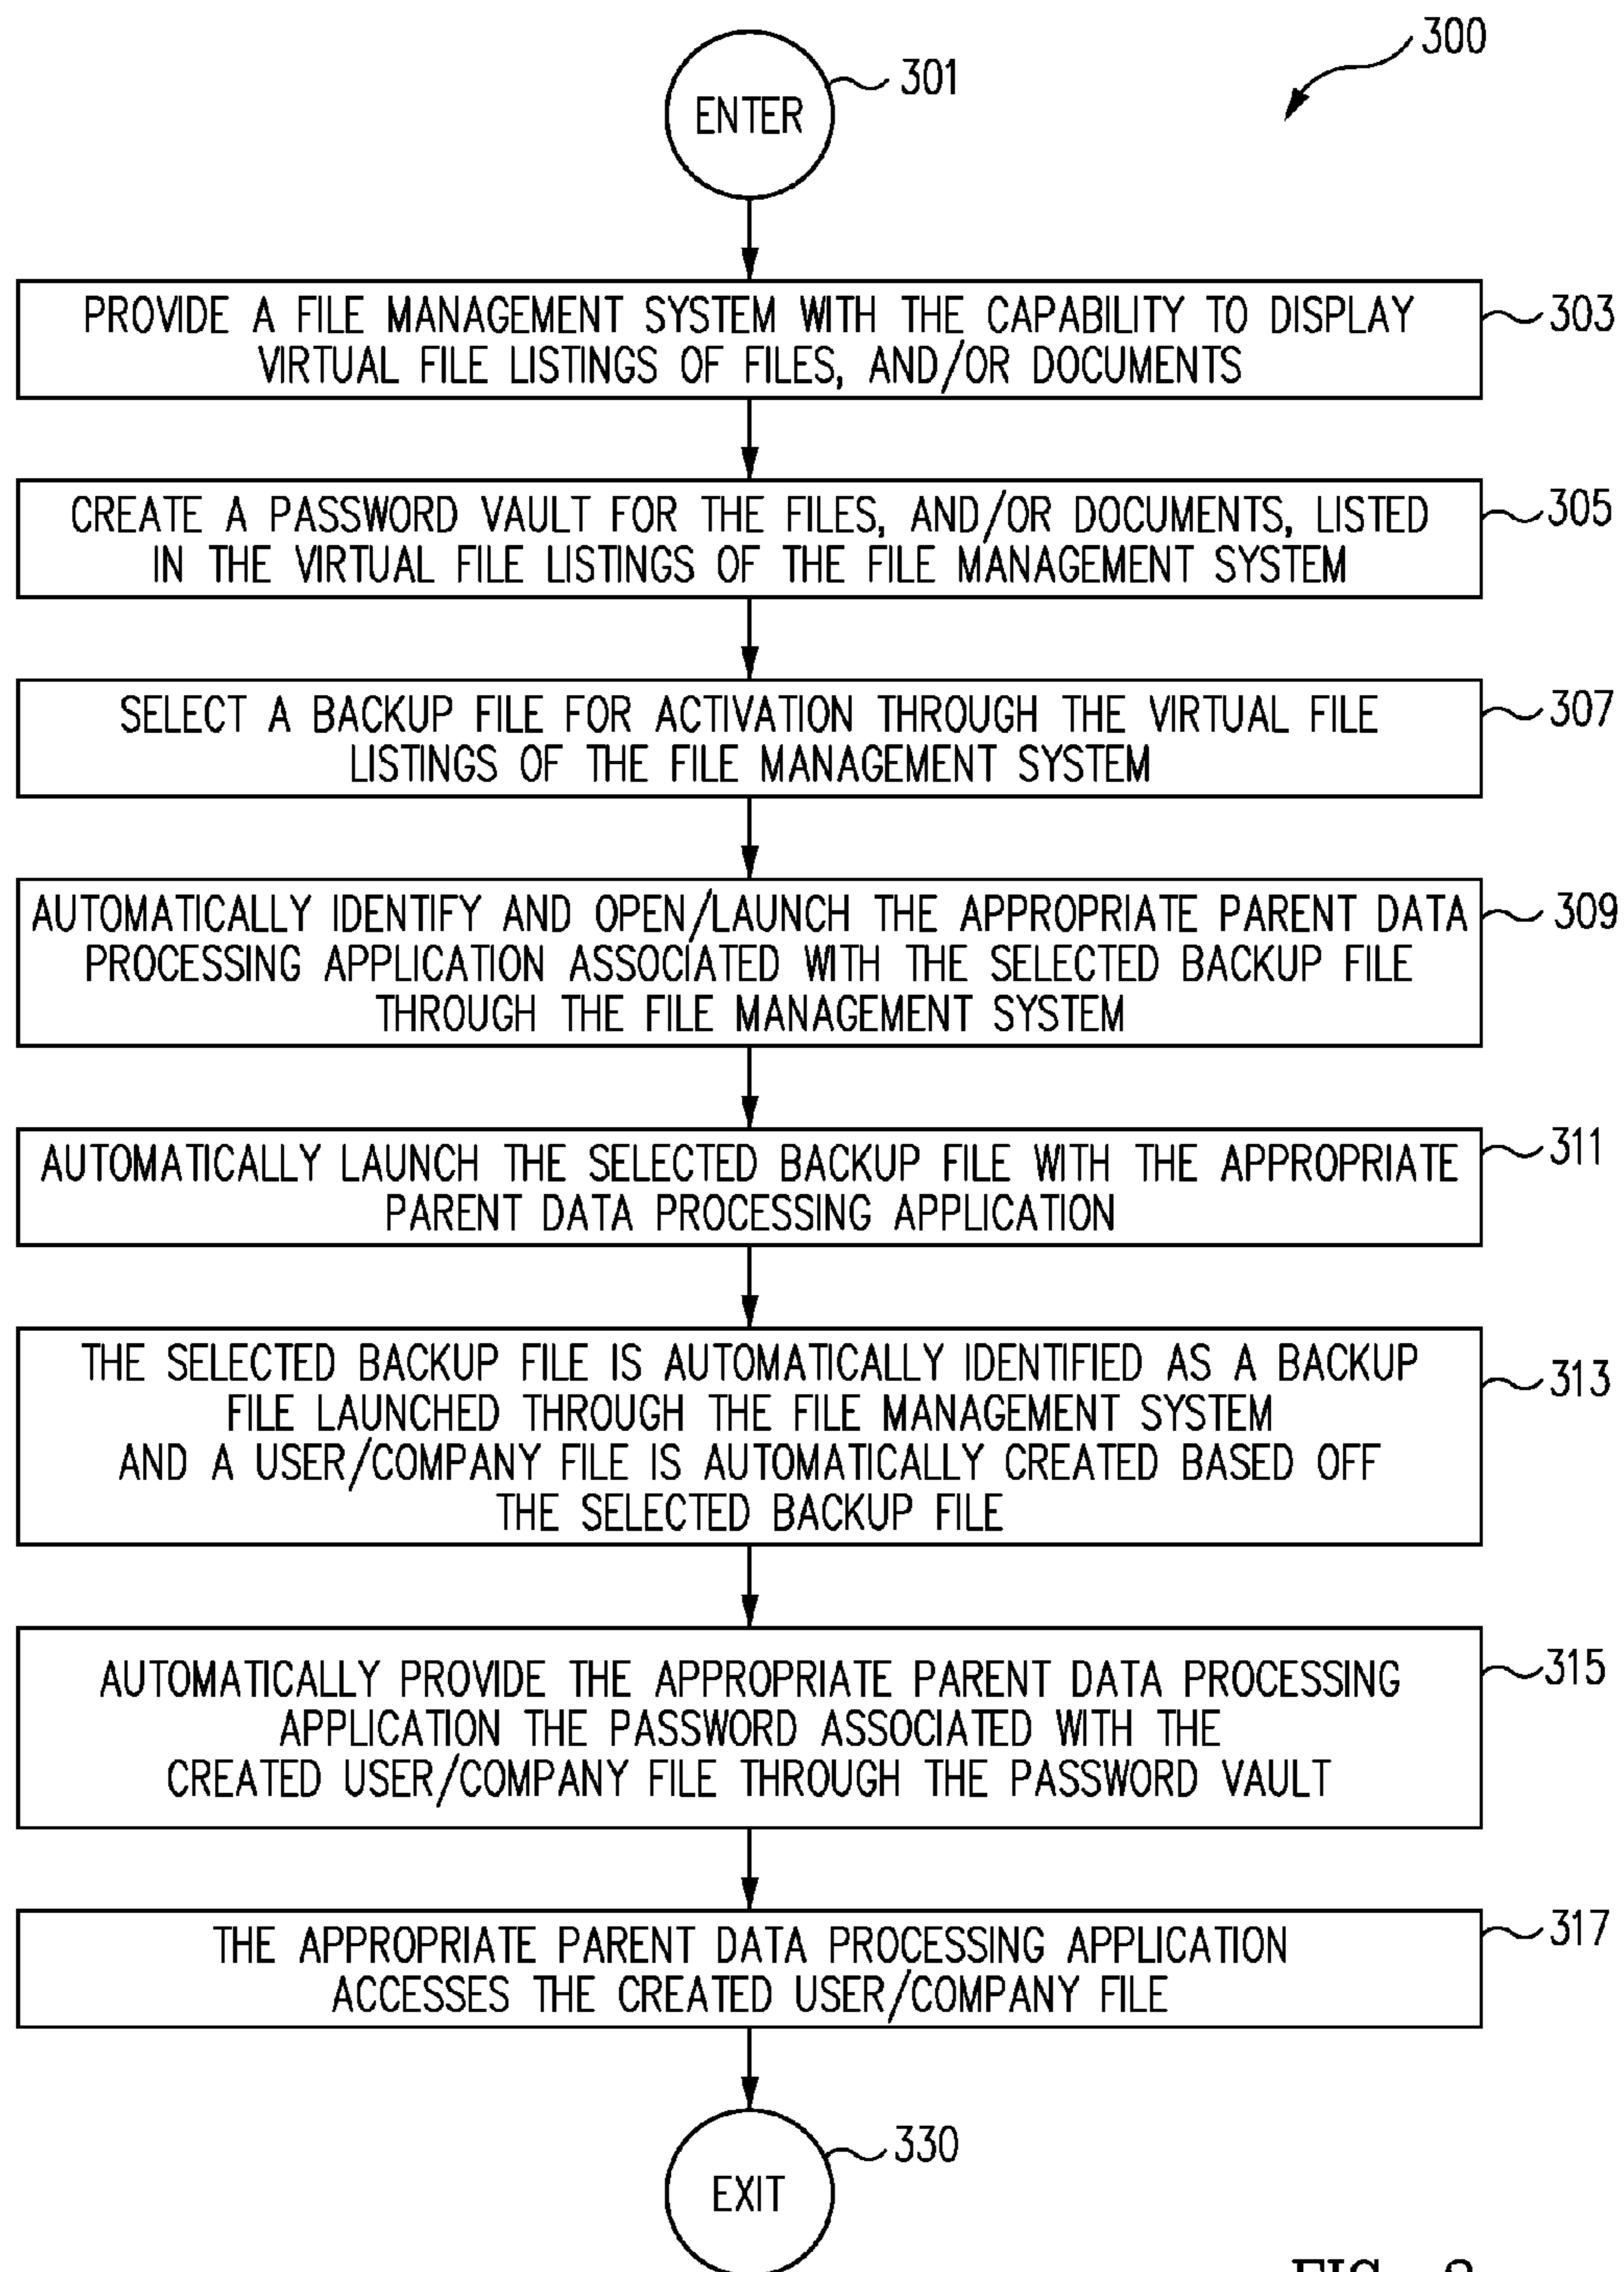 300
301
ENTER
PROVIDE A FILE MANAGEMENT SYSTEM WITH THE CAPABILITY TO DISPLAY
VIRTUAL FILE LISTINGS OF FILES, AND/OR DOCUMENTS
303
CREATE A PASSWORD VAULT FOR THE FILES, AND/OR DOCUMENTS, LISTED
IN THE VIRTUAL FILE LISTINGS OF THE FILE MANAGEMENT SYSTEM
305
SELECT A BACKUP FILE FOR ACTIVATION THROUGH THE VIRTUAL FILE
LISTINGS OF THE FILE MANAGEMENT SYSTEM
307
AUTOMATICALLY IDENTIFY AND OPEN/LAUNCH THE APPROPRIATE PARENT DATA
PROCESSING APPLICATION ASSOCIATED WITH THE SELECTED BACKUP FILE
THROUGH THE FILE MANAGEMENT SYSTEM
309
AUTOMATICALLY LAUNCH THE SELECTED BACKUP FILE WITH THE APPROPRIATE
PARENT DATA PROCESSING APPLICATION
311
THE SELECTED BACKUP FILE IS AUTOMATICALLY IDENTIFIED AS A BACKUP
FILE LAUNCHED THROUGH THE FILE MANAGEMENT SYSTEM
AND A USER/COMPANY FILE IS AUTOMATICALLY CREATED BASED OFF
THE SELECTED BACKUP FILE
313
AUTOMATICALLY PROVIDE THE APPROPRIATE PARENT DATA PROCESSING
APPLICATION THE PASSWORD ASSOCIATED WITH THE
CREATED USER/COMPANY FILE THROUGH THE PASSWORD VAULT
315
THE APPROPRIATE PARENT DATA PROCESSING APPLICATION
ACCESSES THE CREATED USER/COMPANY FILE
317
330
EXIT
FIG.